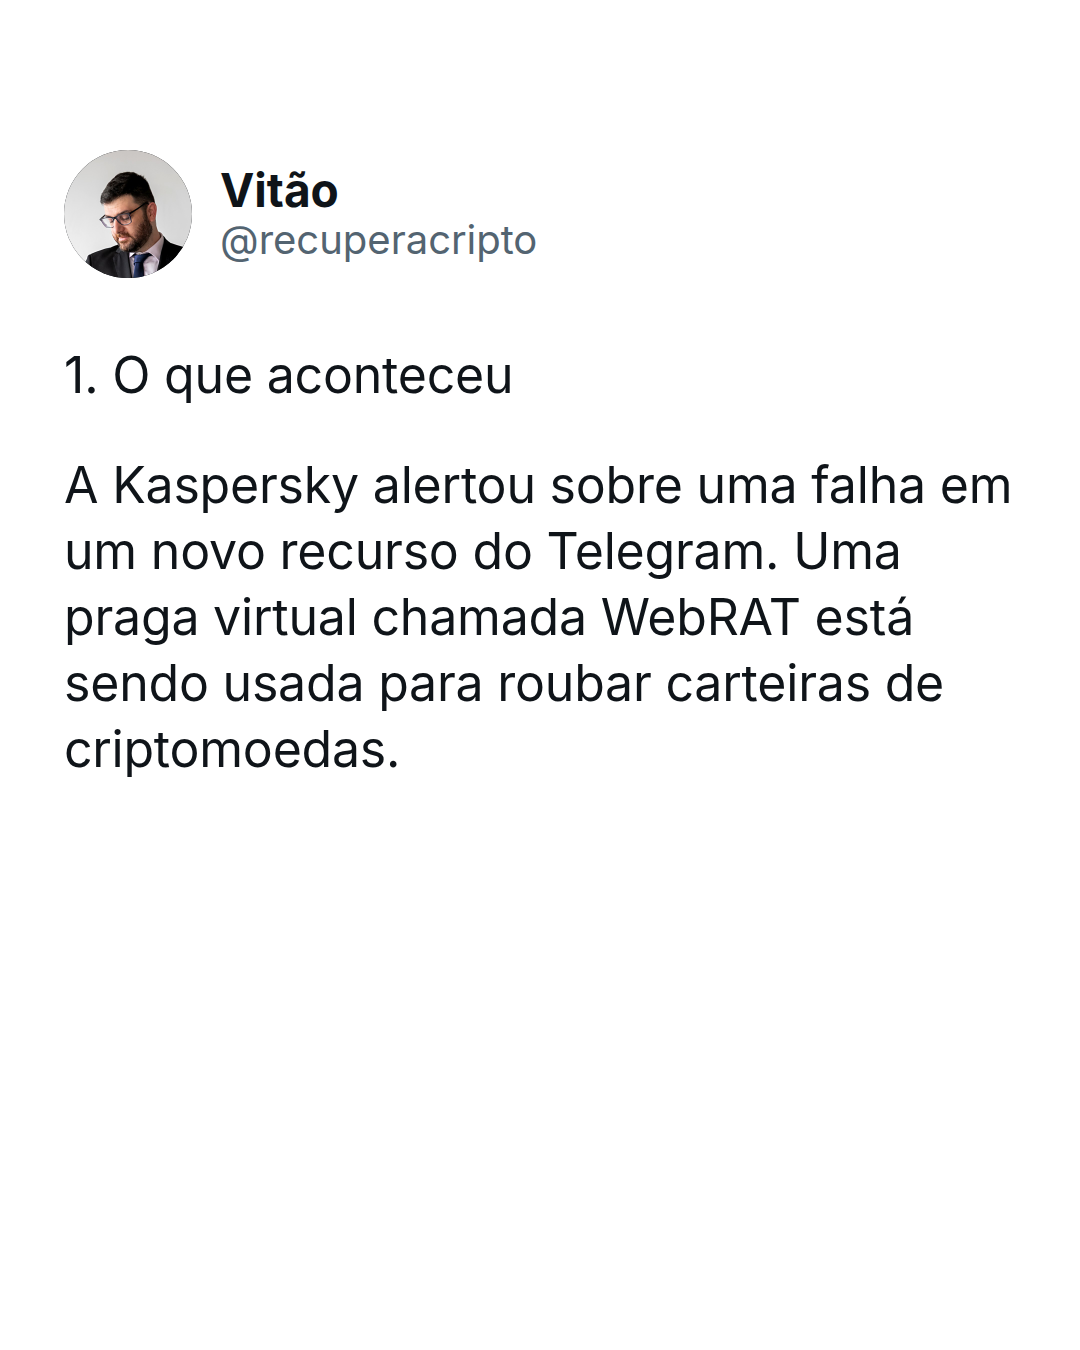 Vitão
@recuperacripto
1. O que aconteceu
A Kaspersky alertou sobre uma falha em
um novo recurso do Telegram. Uma
praga virtual chamada WebRAT está
sendo usada para roubar carteiras de
criptomoedas.